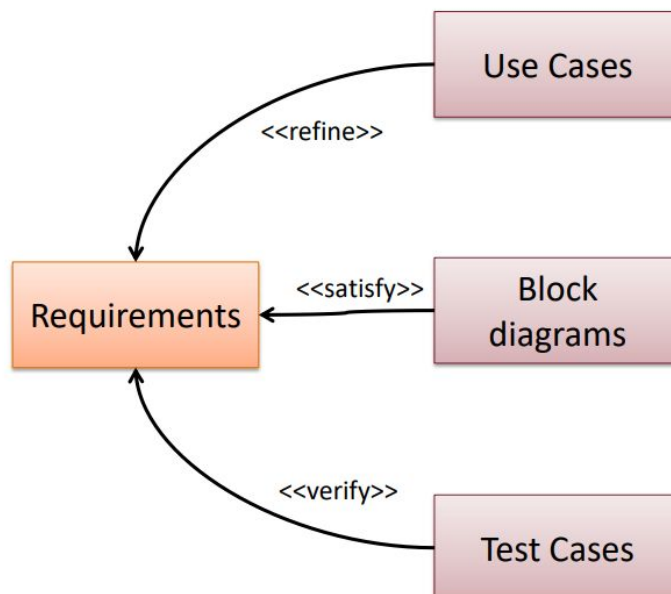 Use Cases
<<refine>>
<<satisfy>>
Block
diagrams
Requirements
<<verify>>
Test Cases